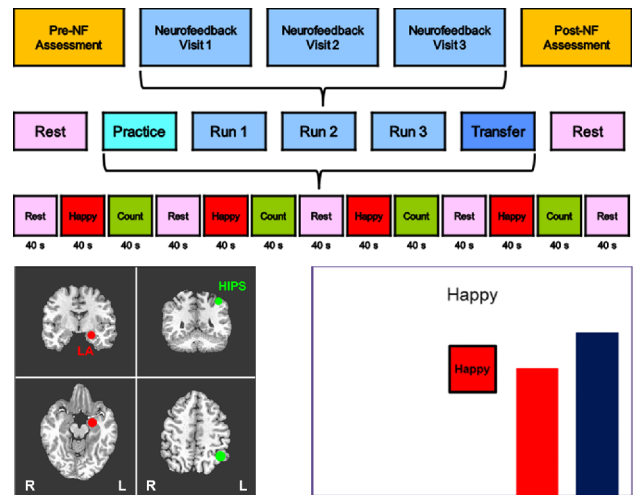 Pre-NF Assessment
Neurofeedback Visit 1
Neurofeedback Visit 2
Neurofeedback Visit 3
Post-NF Assessment
Rest Practice Run 1 Run 2 Run 3 Transfer Rest
Rest Happy Count Rest Happy Count Rest Happy Count Rest Happy Count Rest
40 s 40 s 40 s 40 s 40 s 40 s 40 s 40 s 40 s 40 s 40 s 40 s 40 s
LA
HIPS
R L
R L
Happy
Happy